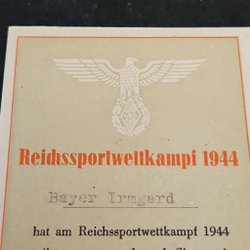 Reichssportwettkampf 1944
Bayer Irmgard
hat am Reichssportwettkampf 1944